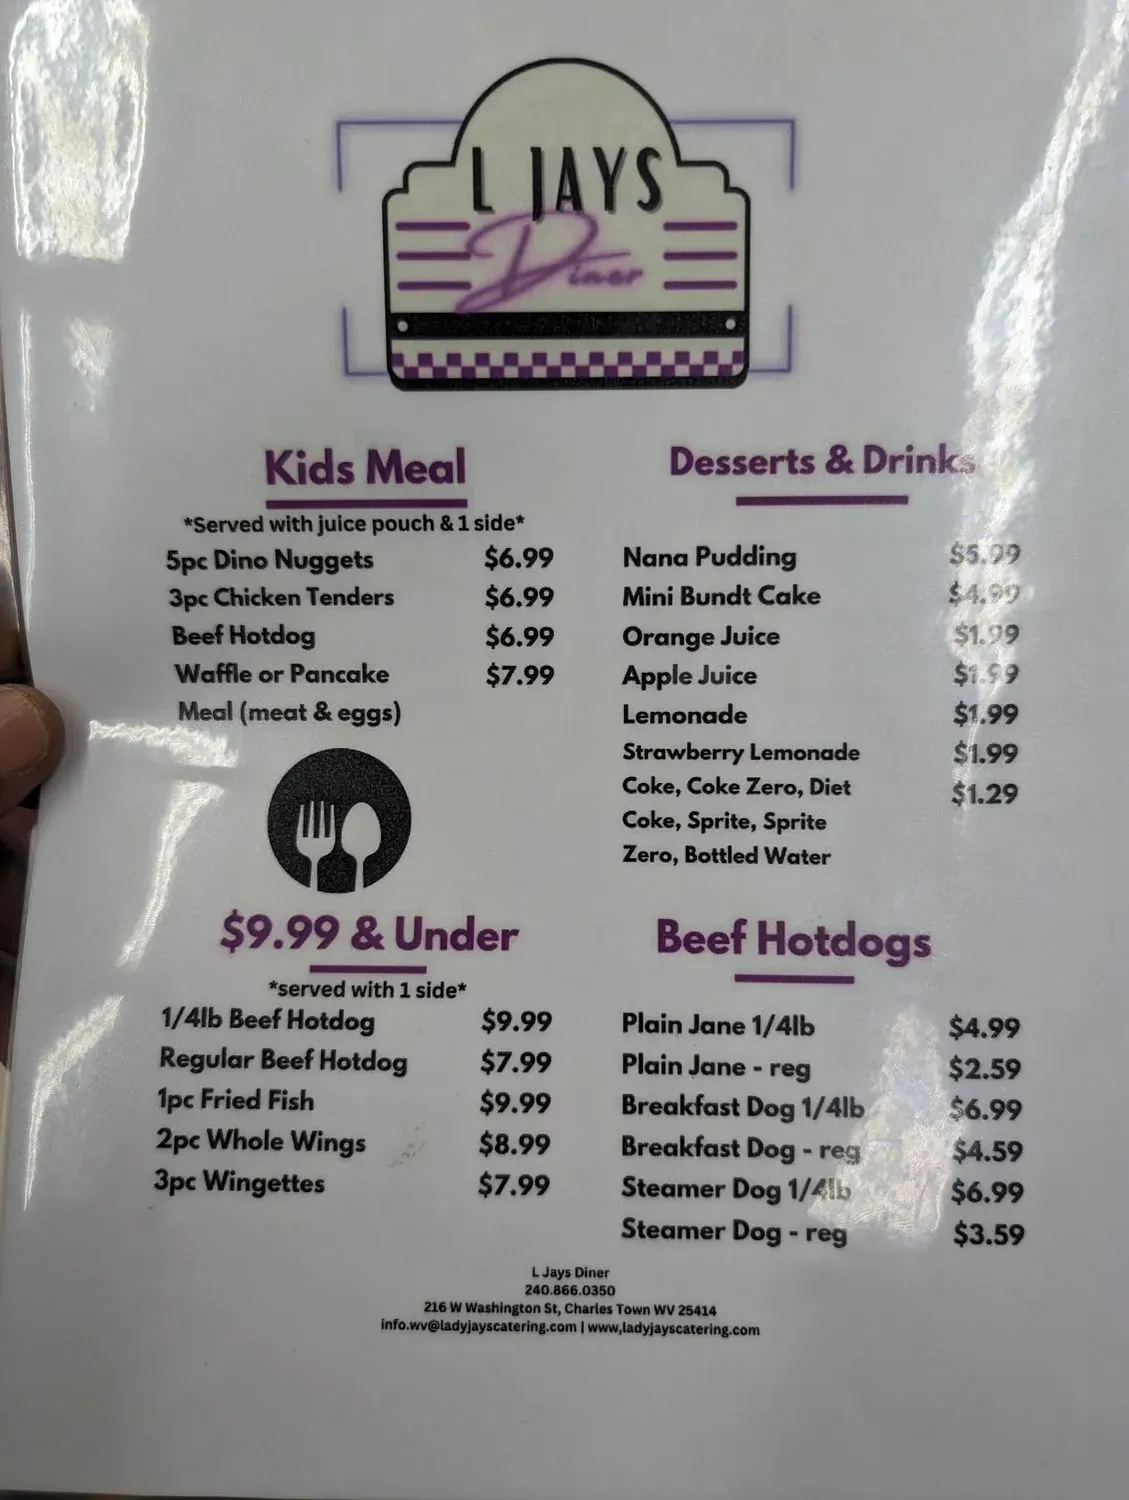 L JAYS
Diner
Kids Meal
*Served with juice pouch & 1 side*
5pc Dino Nuggets $6.99
3pc Chicken Tenders $6.99
Beef Hotdog $6.99
Waffle or Pancake $7.99
Meal (meat & eggs)
Desserts & Drinks
Nana Pudding $5.99
Mini Bundt Cake $4.99
Orange Juice $1.99
Apple Juice $1.99
Lemonade $1.99
Strawberry Lemonade $1.99
Coke, Coke Zero, Diet $1.29
Coke, Sprite, Sprite
Zero, Bottled Water
$9.99 & Under
*served with 1 side*
1/4lb Beef Hotdog $9.99
Regular Beef Hotdog $7.99
1pc Fried Fish $9.99
2pc Whole Wings $8.99
3pc Wingettes $7.99
Beef Hotdogs
Plain Jane 1/4lb $4.99
Plain Jane - reg $2.59
Breakfast Dog 1/4lb $6.99
Breakfast Dog - reg $4.59
Steamer Dog 1/4lb $6.99
Steamer Dog - reg $3.59
L Jays Diner
240.866.0350
216 W Washington St, Charles Town WV 25414
info.wv@ladyjayscatering.com | www,ladyjayscatering.com